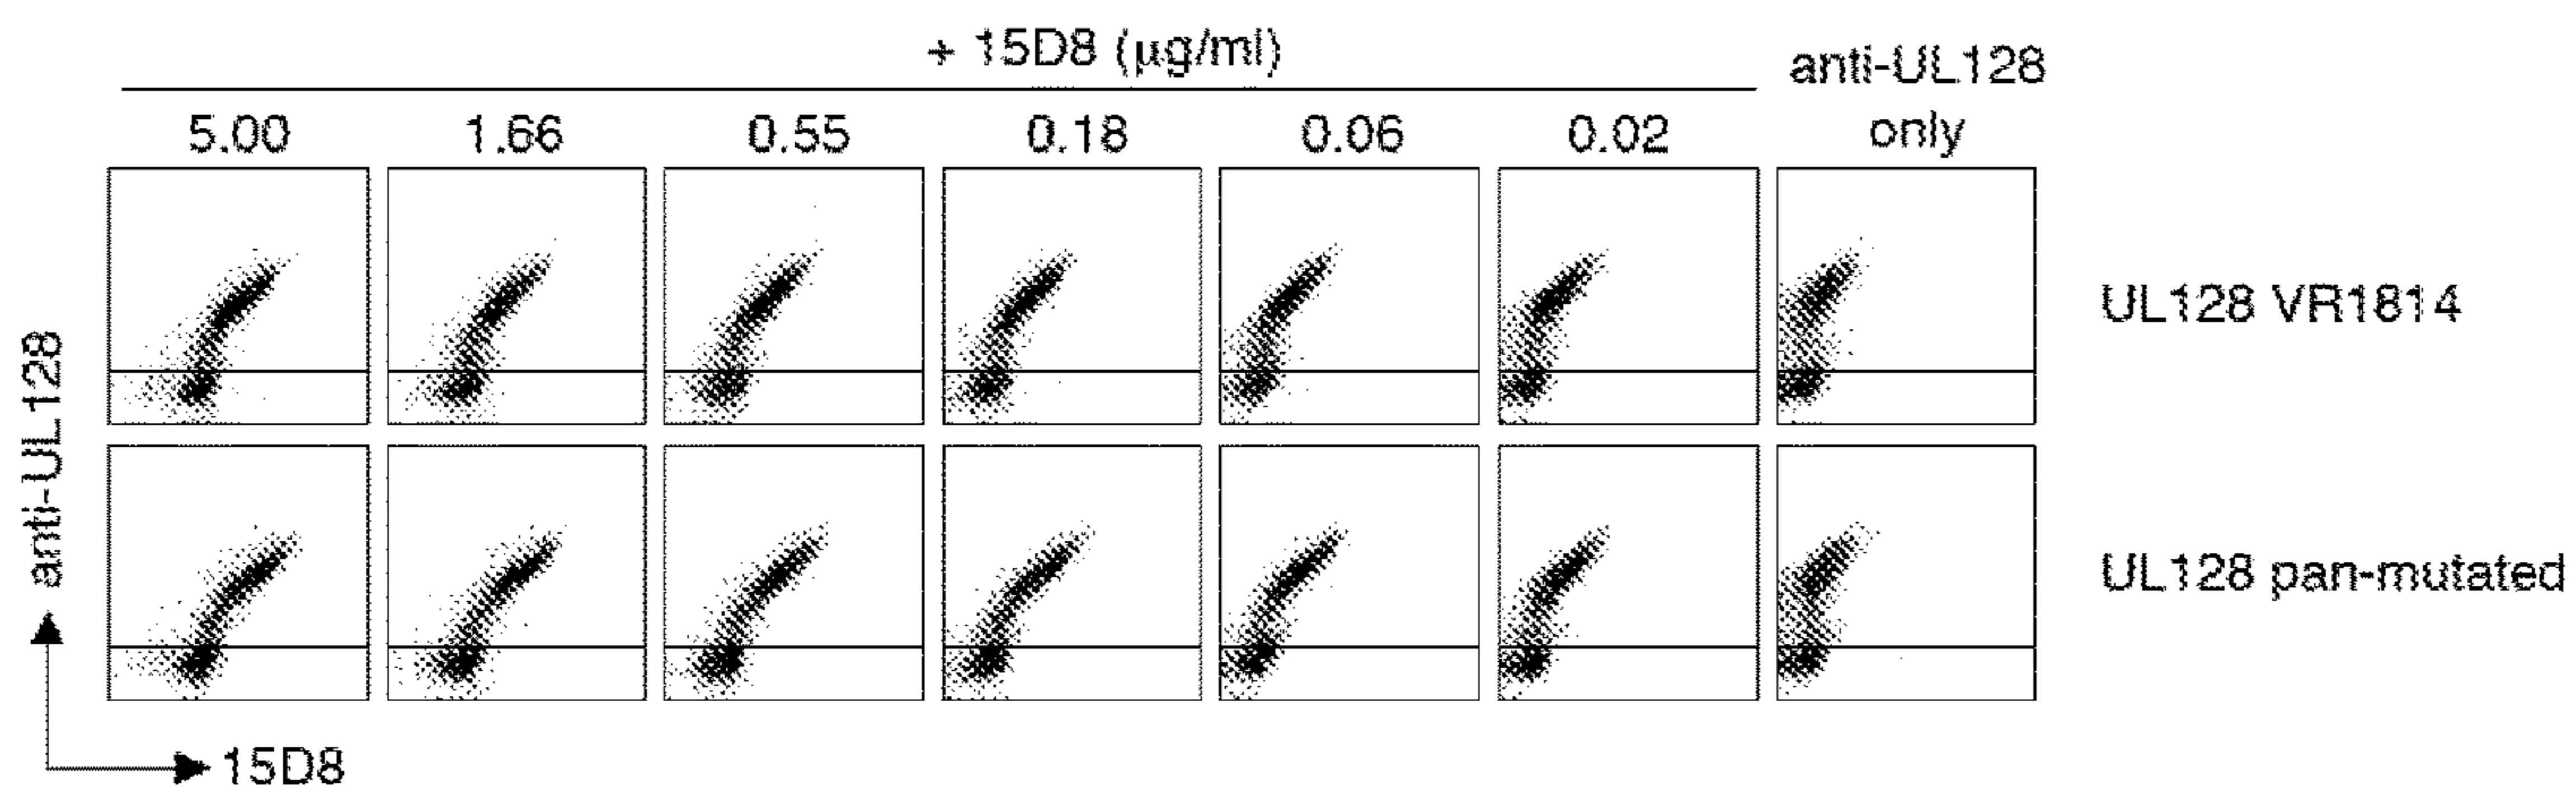 + 15D8 (µg/ml)
anti-UL128
only
5.00 1.66 0.55 0.18 0.06 0.02
UL128 VR1814
UL128 pan-mutated
anti-UL128
15D8